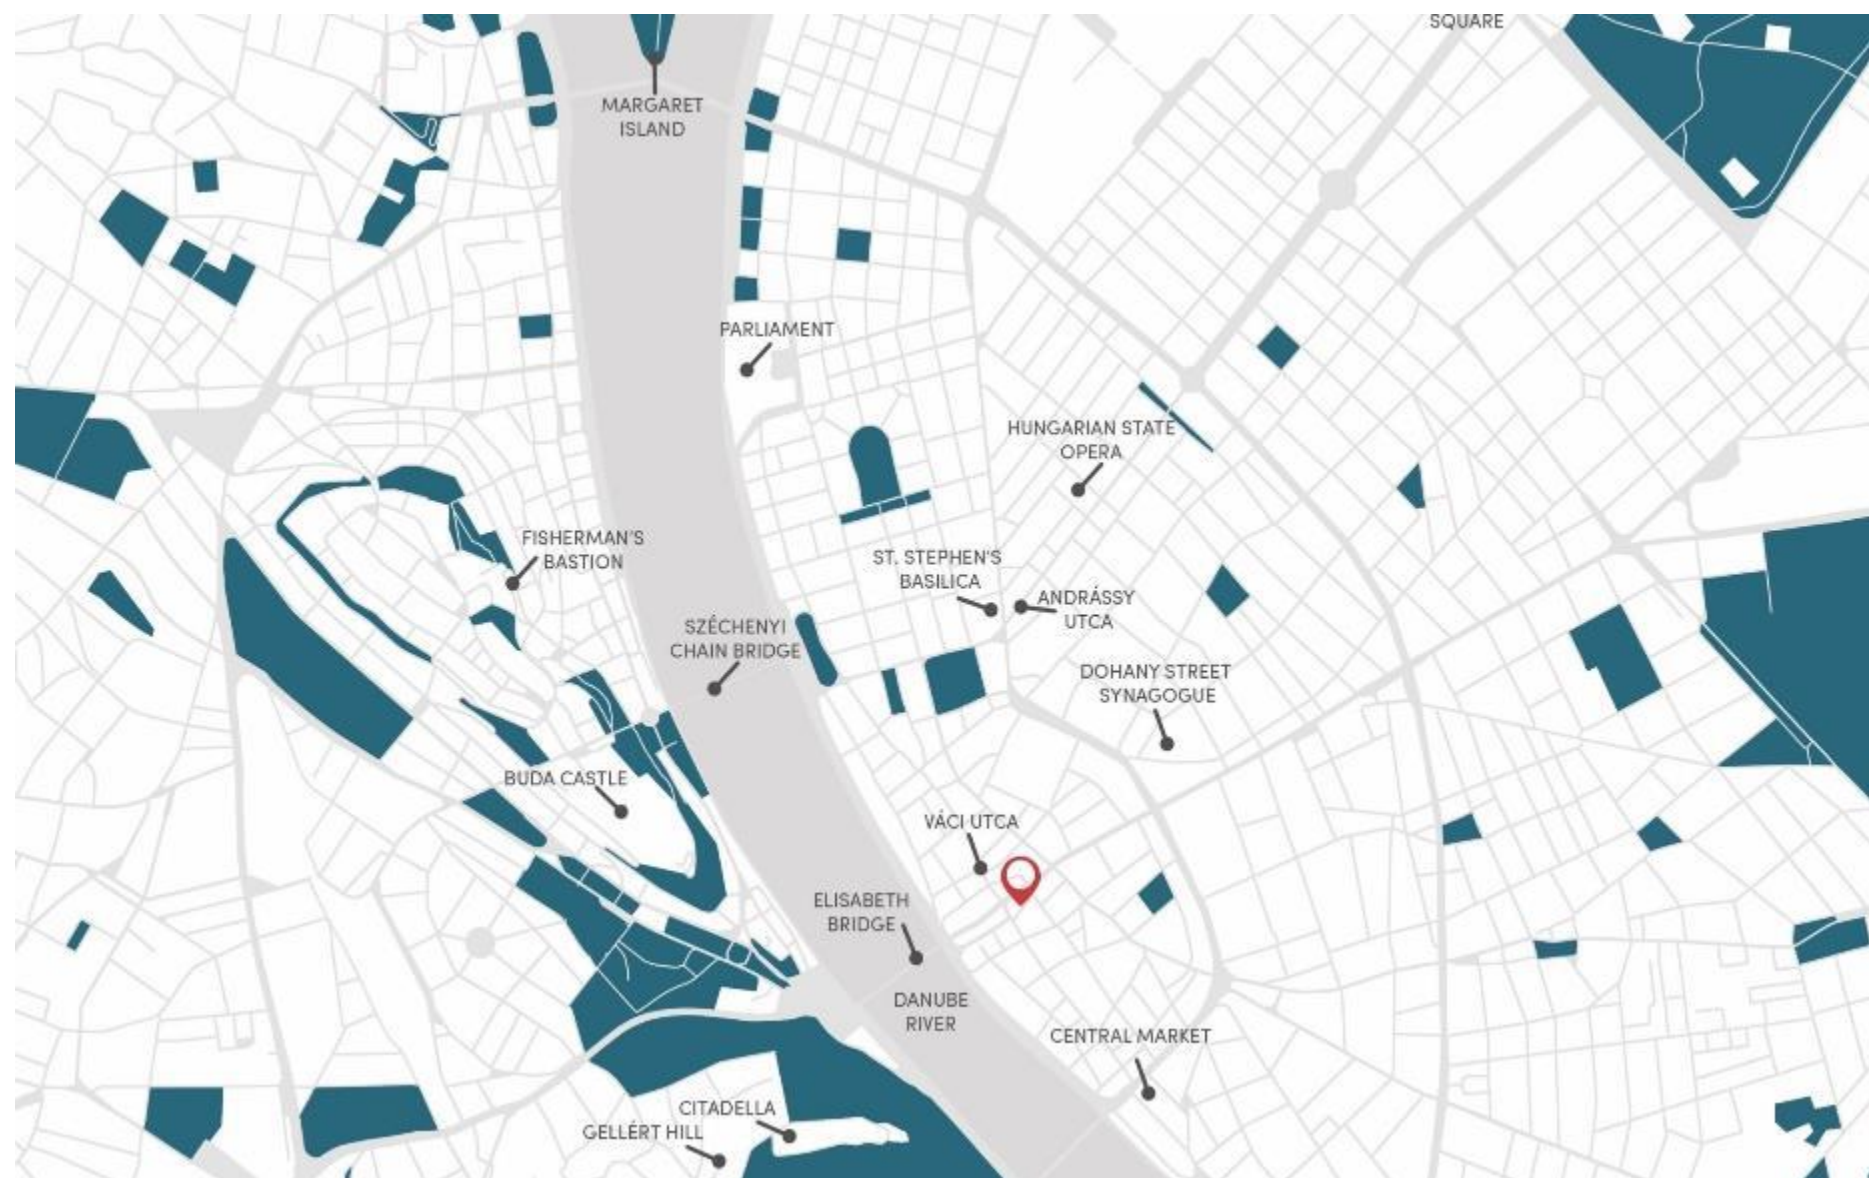 SQUARE
MARGARET
ISLAND
PARLIAMENT
HUNGARIAN STATE
OPERA
FISHERMAN'S
BASTION
ST. STEPHEN'S
BASILICA
ANDRÁSSY
UTCA
SZÉCHENYI
CHAIN BRIDGE
DOHANY STREET
SYNAGOGUE
BUDA CASTLE
VÁCI UTCA
ELISABETH
BRIDGE
DANUBE
RIVER
CENTRAL MARKET
CITADELLA
GELLÉRT HILL